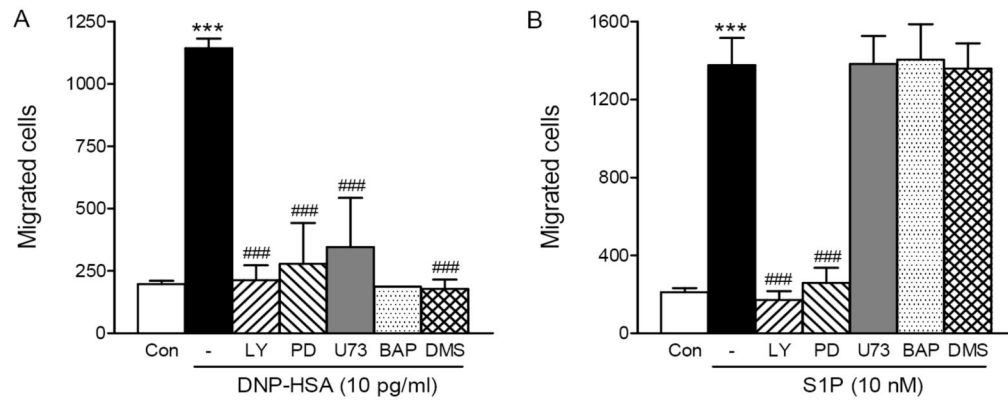 A
Migrated cells
1250
1000
750
500
250
0
***
###
###
###
###
Con - LY PD U73 BAP DMS
DNP-HSA (10 pg/ml)
B
Migrated cells
1600
1200
800
400
0
***
###
###
Con - LY PD U73 BAP DMS
S1P (10 nM)